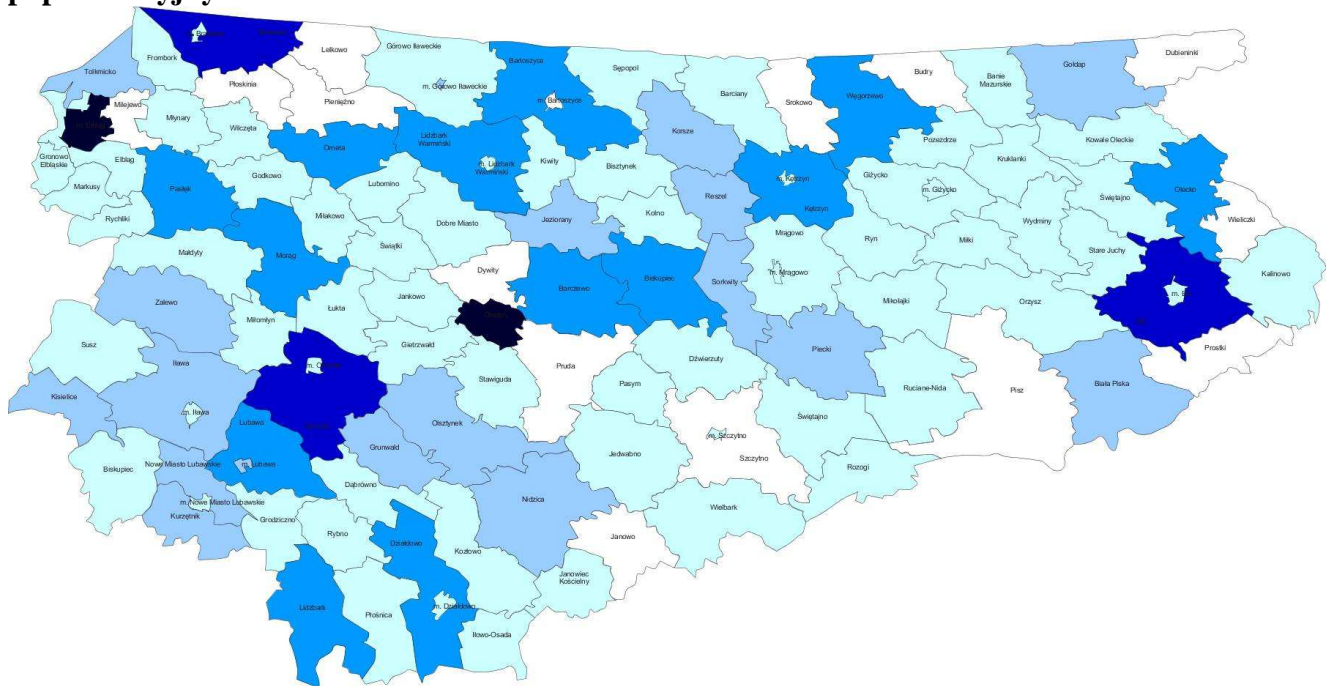 Lelkowo
Górowo Iławeckie
Bartoszyce
Sępopol
Dubieninki
Frombork
Tolkmicko
Płoskinia
m. Górowo Iławeckie
Barciany
Srokowo
Budry
Banie
Mazurskie
Gołdap
Milejewo
Młynary
Pieniężno
m. Bartoszyce
Węgorzewo
Wilczęta
Orneta
Lidzbark
Warmiński
Korsze
Pozezdrze
Kowale Oleckie
Gronowo
Elbląskie
Elbląg
Godkowo
m. Lidzbark
Warmiński
Kiwity
Bisztynek
m. Kętrzyn
Giżycko
m. Giżycko
Kruklanki
Markusy
Pasłęk
Lubomino
Reszel
Kętrzyn
Świętajno
Olecko
Rychliki
Miłakowo
Dobre Miasto
Jeziorany
Kolno
Wydminy
Wieliczki
Małdyty
Morąg
Świątki
Mrągowo
Ryn
Miłki
Stare Juchy
Dywity
m. Mrągowo
Kalinowo
Zalewo
Jankowo
Barczewo
Biskupiec
Sorkwity
Mikołajki
Orzysz
Miłomłyn
Łukta
Susz
Gietrzwałd
Iława
Dźwierzuty
Piecki
Prostki
Pruda
Stawiguda
Pasym
Ruciane-Nida
Pisz
Biała Piska
Kisielice
m. Iława
Lubawa
Olsztynek
Świętajno
Grunwald
m. Szczytno
Biskupiec
Nowe Miasto Lubawskie
m. Lubawa
Jedwabno
Szczytno
Rozogi
Dąbrówno
m. Nowe Miasto Lubawskie
Nidzica
Kurzętnik
Grodziczno
Wielbark
Rybno
Działdowo
Janowo
Kozłowo
Janowiec
Kościelny
Lidzbark
Płośnica
m. Działdowo
Iłowo-Osada